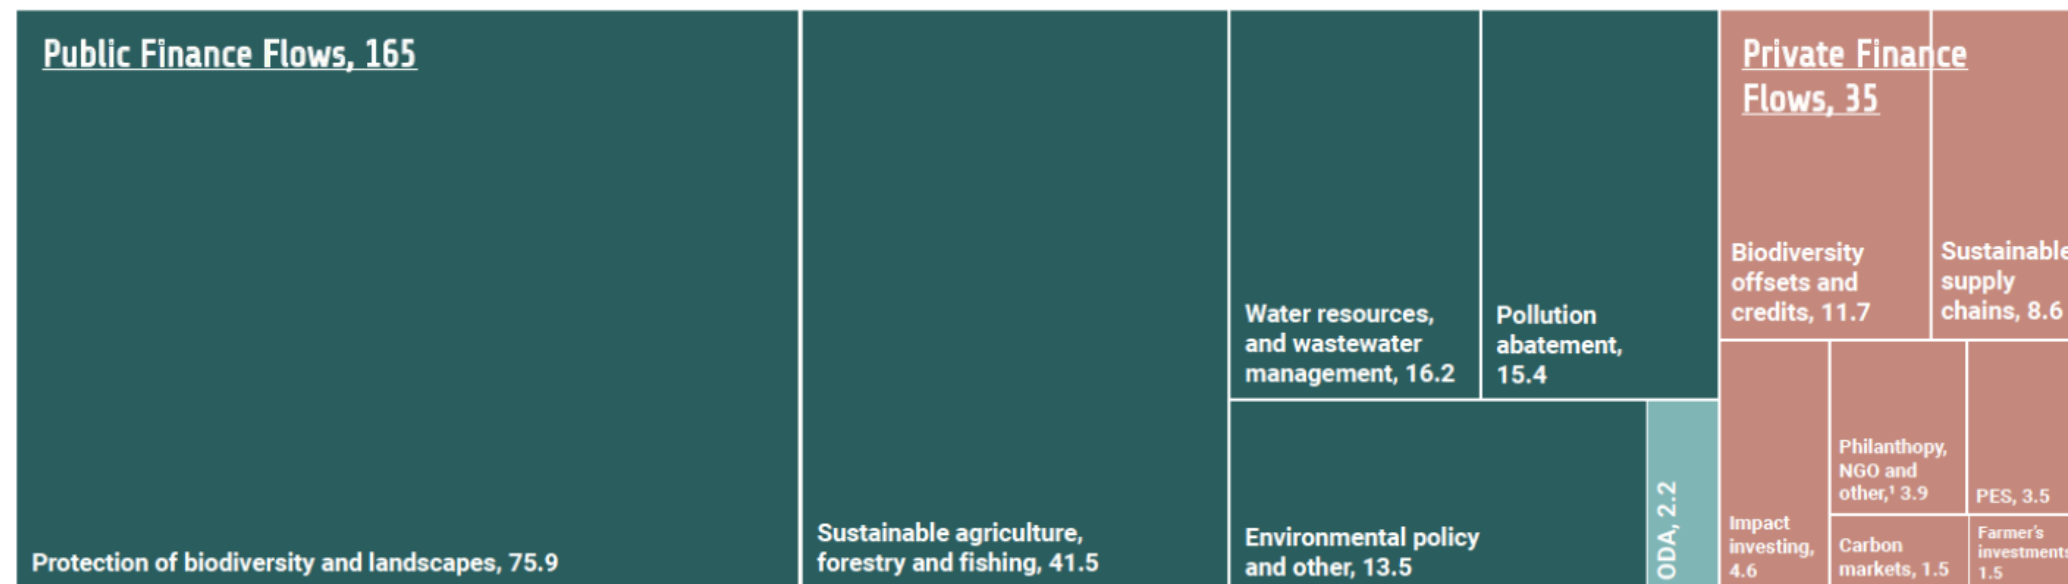 Public Finance Flows, 165
Protection of biodiversity and landscapes, 75.9
Sustainable agriculture,
forestry and fishing, 41.5
Water resources,
and wastewater
management, 16.2
Pollution
abatement,
15.4
Environmental policy
and other, 13.5
ODA, 2.2
Private Finance
Flows, 35
Biodiversity
offsets and
credits, 11.7
Sustainable
supply
chains, 8.6
Impact
investing,
4.6
Philanthopy,
NGO and
other,¹ 3.9
PES, 3.5
Carbon
markets, 1.5
Farmer's
investments
1.5